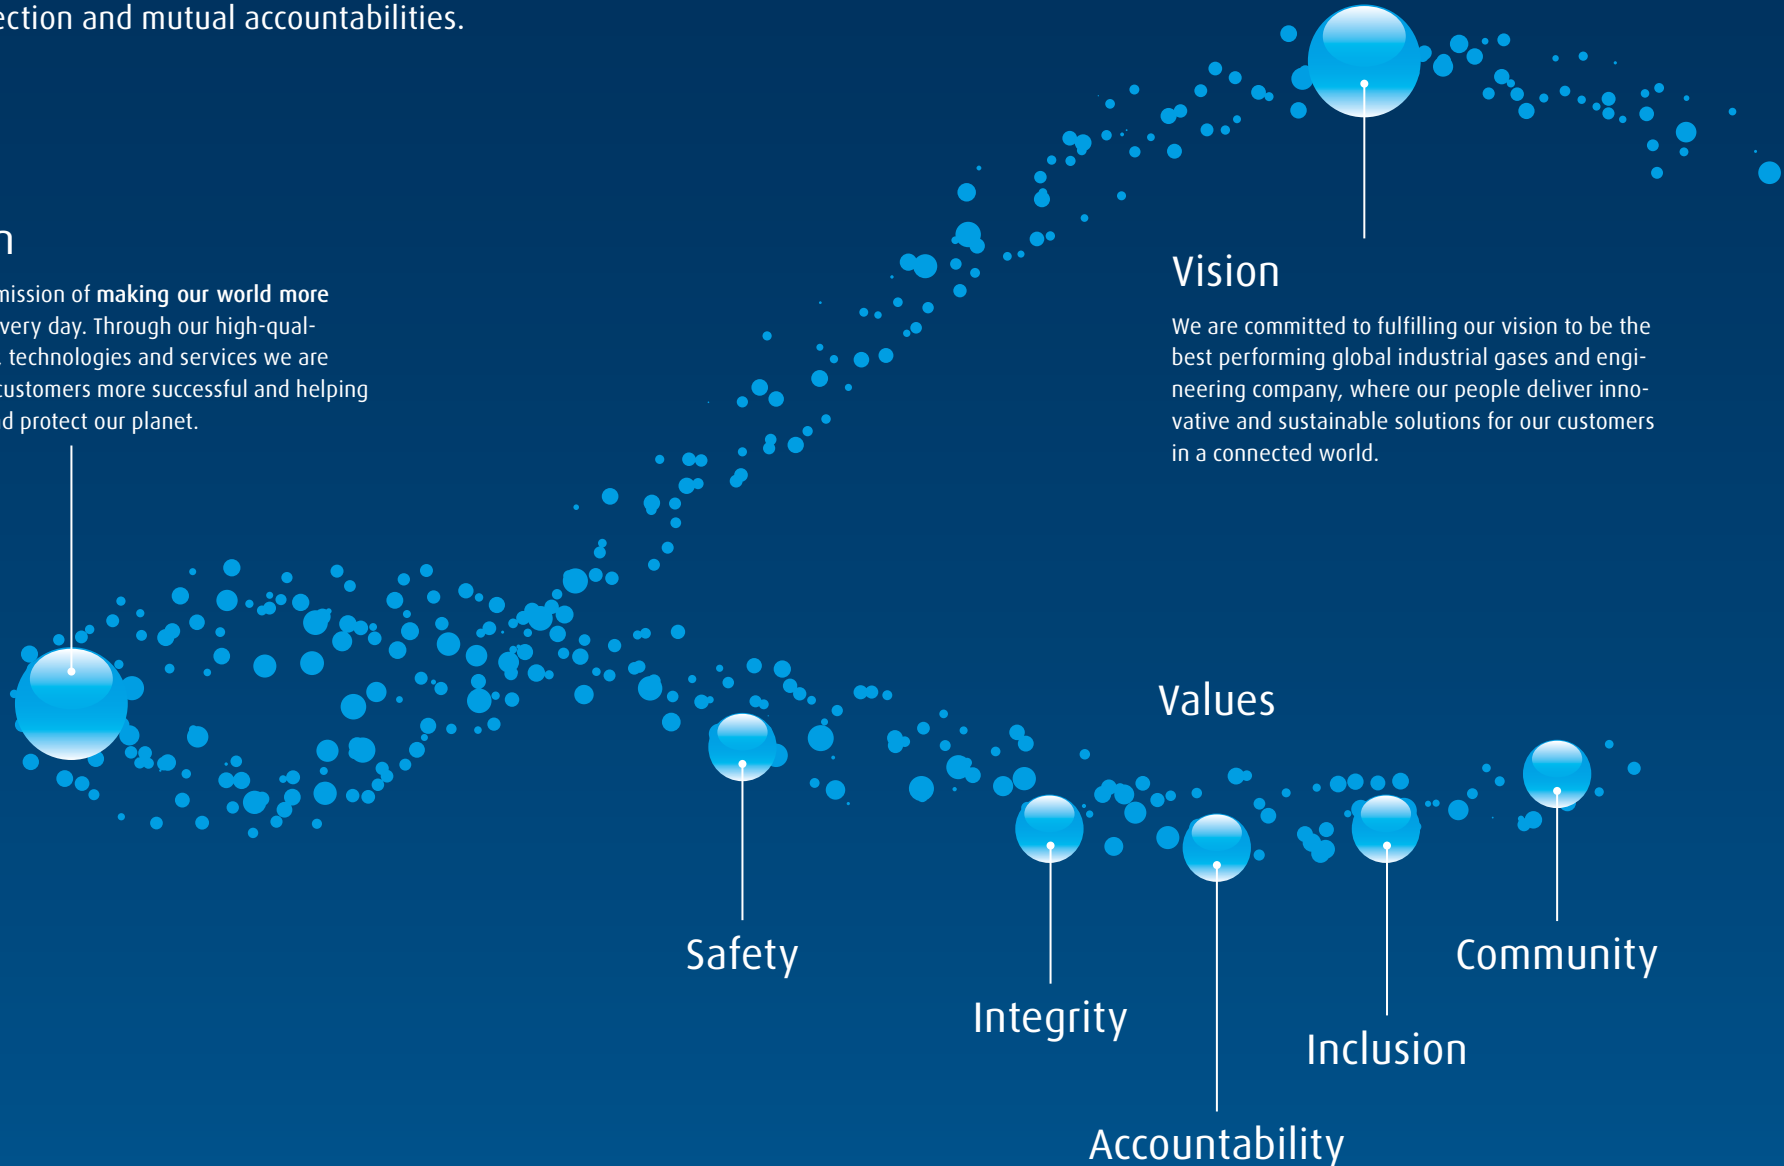 ection and mutual accountabilities.
n
mission of making our world more
very day. Through our high-qual-
, technologies and services we are
customers more successful and helping
nd protect our planet.
Vision
We are committed to fulfilling our vision to be the
best performing global industrial gases and engi-
neering company, where our people deliver inno-
vative and sustainable solutions for our customers
in a connected world.
Values
Safety
Integrity
Accountability
Inclusion
Community